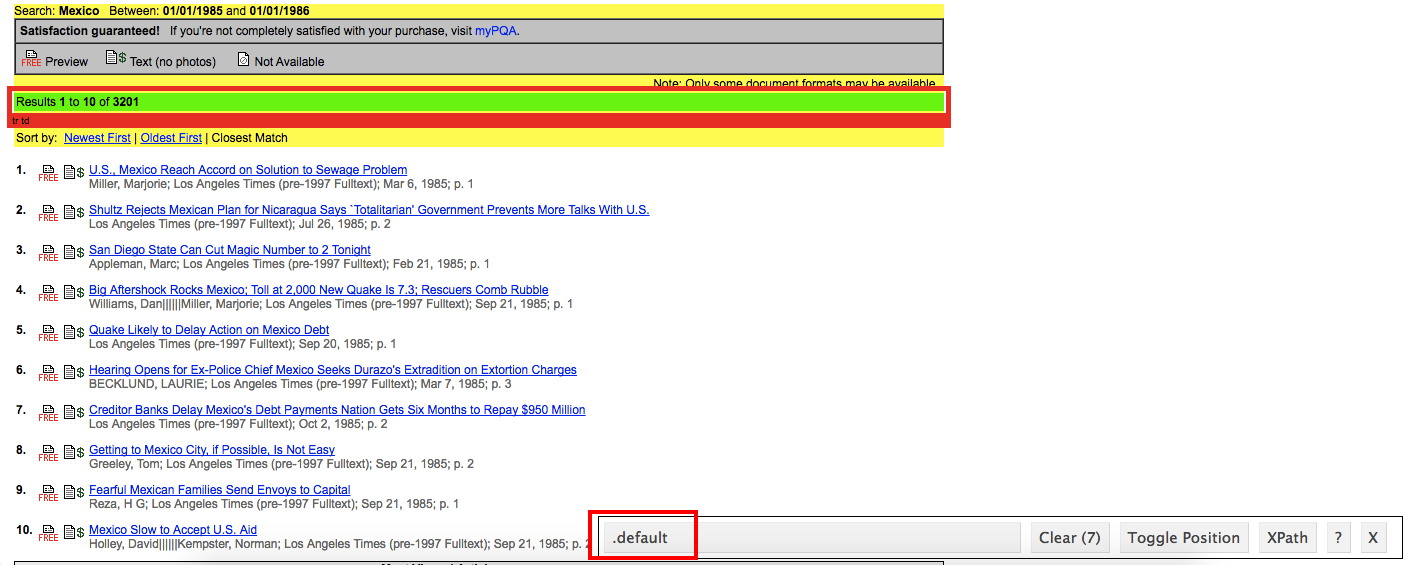 Search: Mexico Between: 01/01/1985 and 01/01/1986
Satisfaction guaranteed! If you're not completely satisfied with your purchase, visit myPQA.
FREE Preview $ Text (no photos) Not Available
Note: Only some document formats may be available
Results 1 to 10 of 3201
tr td
Sort by: Newest First | Oldest First | Closest Match
1. FREE $ U.S., Mexico Reach Accord on Solution to Sewage Problem
Miller, Marjorie; Los Angeles Times (pre-1997 Fulltext); Mar 6, 1985; p. 1
2. FREE $ Shultz Rejects Mexican Plan for Nicaragua Says `Totalitarian' Government Prevents More Talks With U.S.
Los Angeles Times (pre-1997 Fulltext); Jul 26, 1985; p. 2
3. FREE $ San Diego State Can Cut Magic Number to 2 Tonight
Appleman, Marc; Los Angeles Times (pre-1997 Fulltext); Feb 21, 1985; p. 1
4. FREE $ Big Aftershock Rocks Mexico; Toll at 2,000 New Quake Is 7.3; Rescuers Comb Rubble
Williams, Dan||||||Miller, Marjorie; Los Angeles Times (pre-1997 Fulltext); Sep 21, 1985; p. 1
5. FREE $ Quake Likely to Delay Action on Mexico Debt
Los Angeles Times (pre-1997 Fulltext); Sep 20, 1985; p. 1
6. FREE $ Hearing Opens for Ex-Police Chief Mexico Seeks Durazo's Extradition on Extortion Charges
BECKLUND, LAURIE; Los Angeles Times (pre-1997 Fulltext); Mar 7, 1985; p. 3
7. FREE $ Creditor Banks Delay Mexico's Debt Payments Nation Gets Six Months to Repay $950 Million
Los Angeles Times (pre-1997 Fulltext); Oct 2, 1985; p. 2
8. FREE $ Getting to Mexico City, if Possible, Is Not Easy
Greeley, Tom; Los Angeles Times (pre-1997 Fulltext); Sep 21, 1985; p. 2
9. FREE $ Fearful Mexican Families Send Envoys to Capital
Reza, H G; Los Angeles Times (pre-1997 Fulltext); Sep 21, 1985; p. 1
10. FREE $ Mexico Slow to Accept U.S. Aid
Holley, David||||||Kempster, Norman; Los Angeles Times (pre-1997 Fulltext); Sep 21, 1985; p. 2
.default Clear (7) Toggle Position XPath ? X